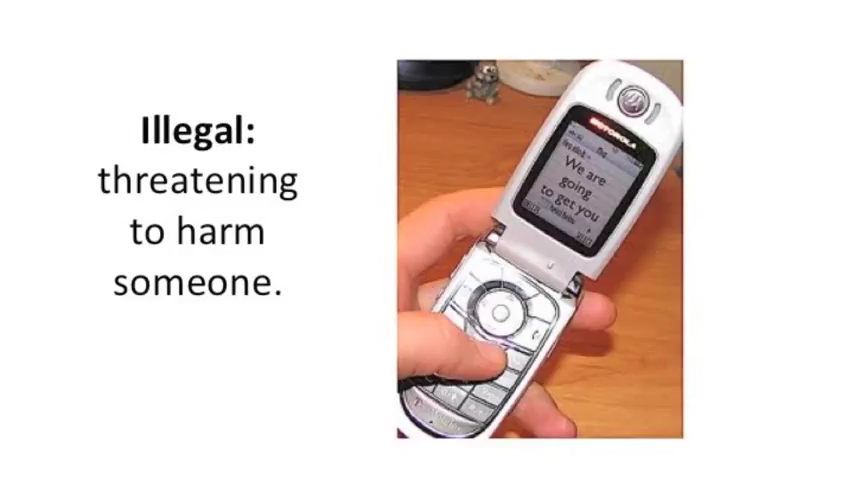 Illegal:
threatening
to harm
someone.
MOTOROLA
We are
going
to get you